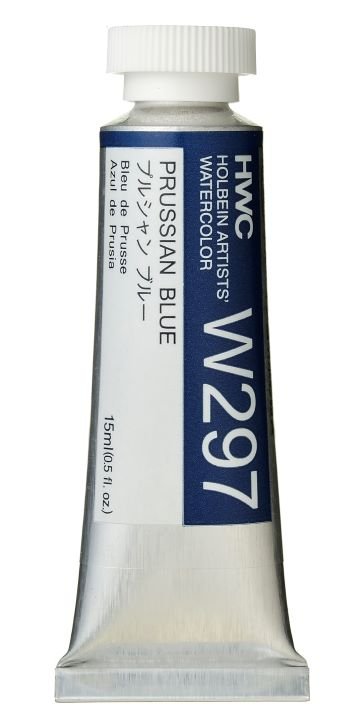 HWC
HOLBEIN ARTISTS'
WATERCOLOR
W297
PRUSSIAN BLUE
プルシャン ブルー
Bleu de Prusse
Azul de Prusia
15ml(0.5 fl. oz.)